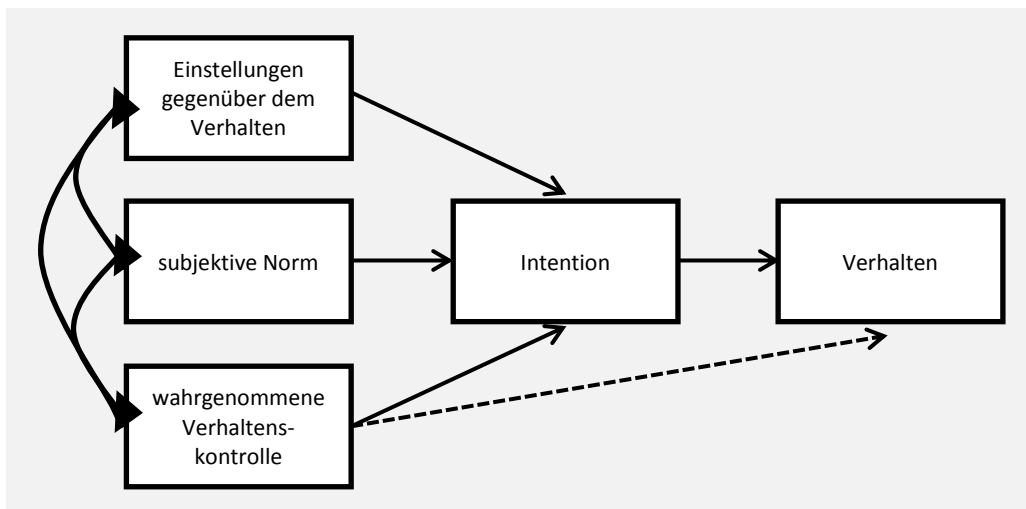 Einstellungen
gegenüber dem
Verhalten
subjektive Norm
Intention
Verhalten
wahrgenommene
Verhaltens-
kontrolle